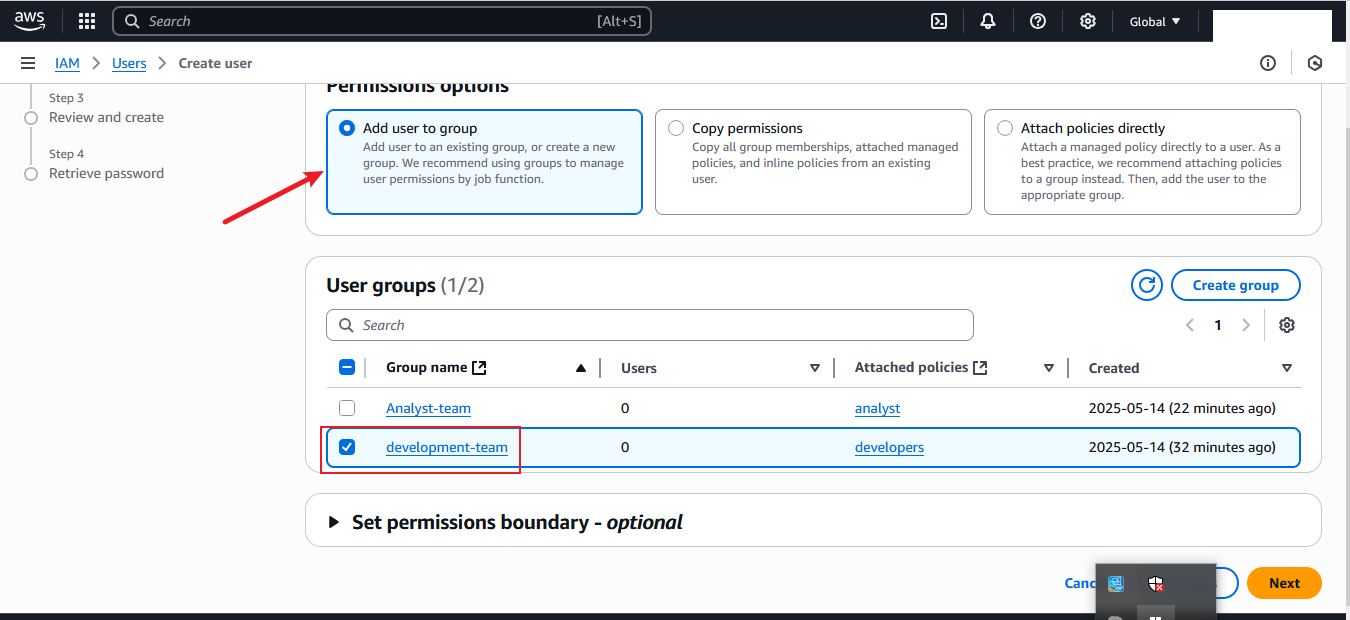 aws
Search [Alt+S] Global
IAM Users Create user
Step 3
Review and create
Step 4
Retrieve password
Permissions options
Add user to group
Add user to an existing group, or create a new
group. We recommend using groups to manage
user permissions by job function.
Copy permissions
Copy all group memberships, attached managed
policies, and inline policies from an existing
user.
Attach policies directly
Attach a managed policy directly to a user. As a
best practice, we recommend attaching policies
to a group instead. Then, add the user to the
appropriate group.
User groups (1/2)
Create group
Search
1
Group name Users Attached policies Created
Analyst-team 0 analyst 2025-05-14 (22 minutes ago)
development-team 0 developers 2025-05-14 (32 minutes ago)
Set permissions boundary - optional
Canc
Next